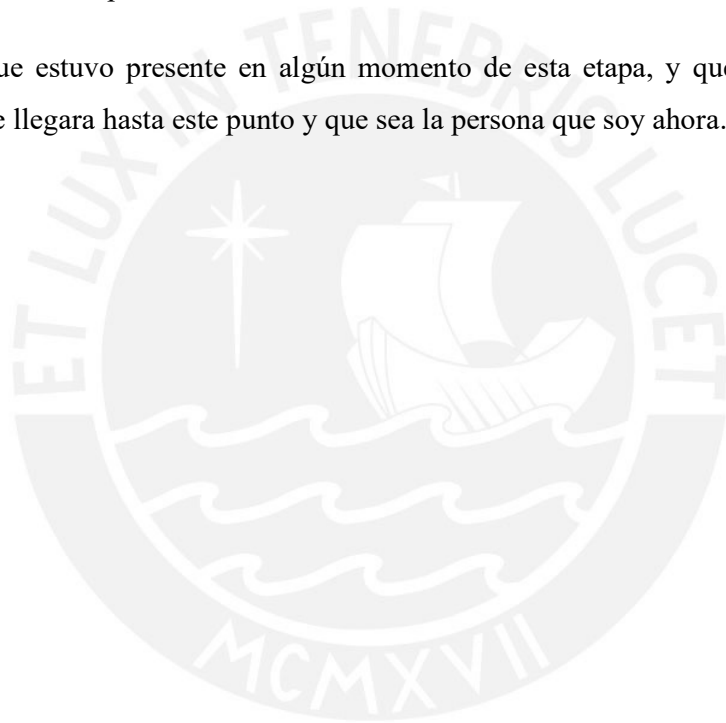 ue estuvo presente en algún momento de esta etapa, y que
e llegara hasta este punto y que sea la persona que soy ahora.
ET LUX IN TENEBRIS LUCET
MCMXVII